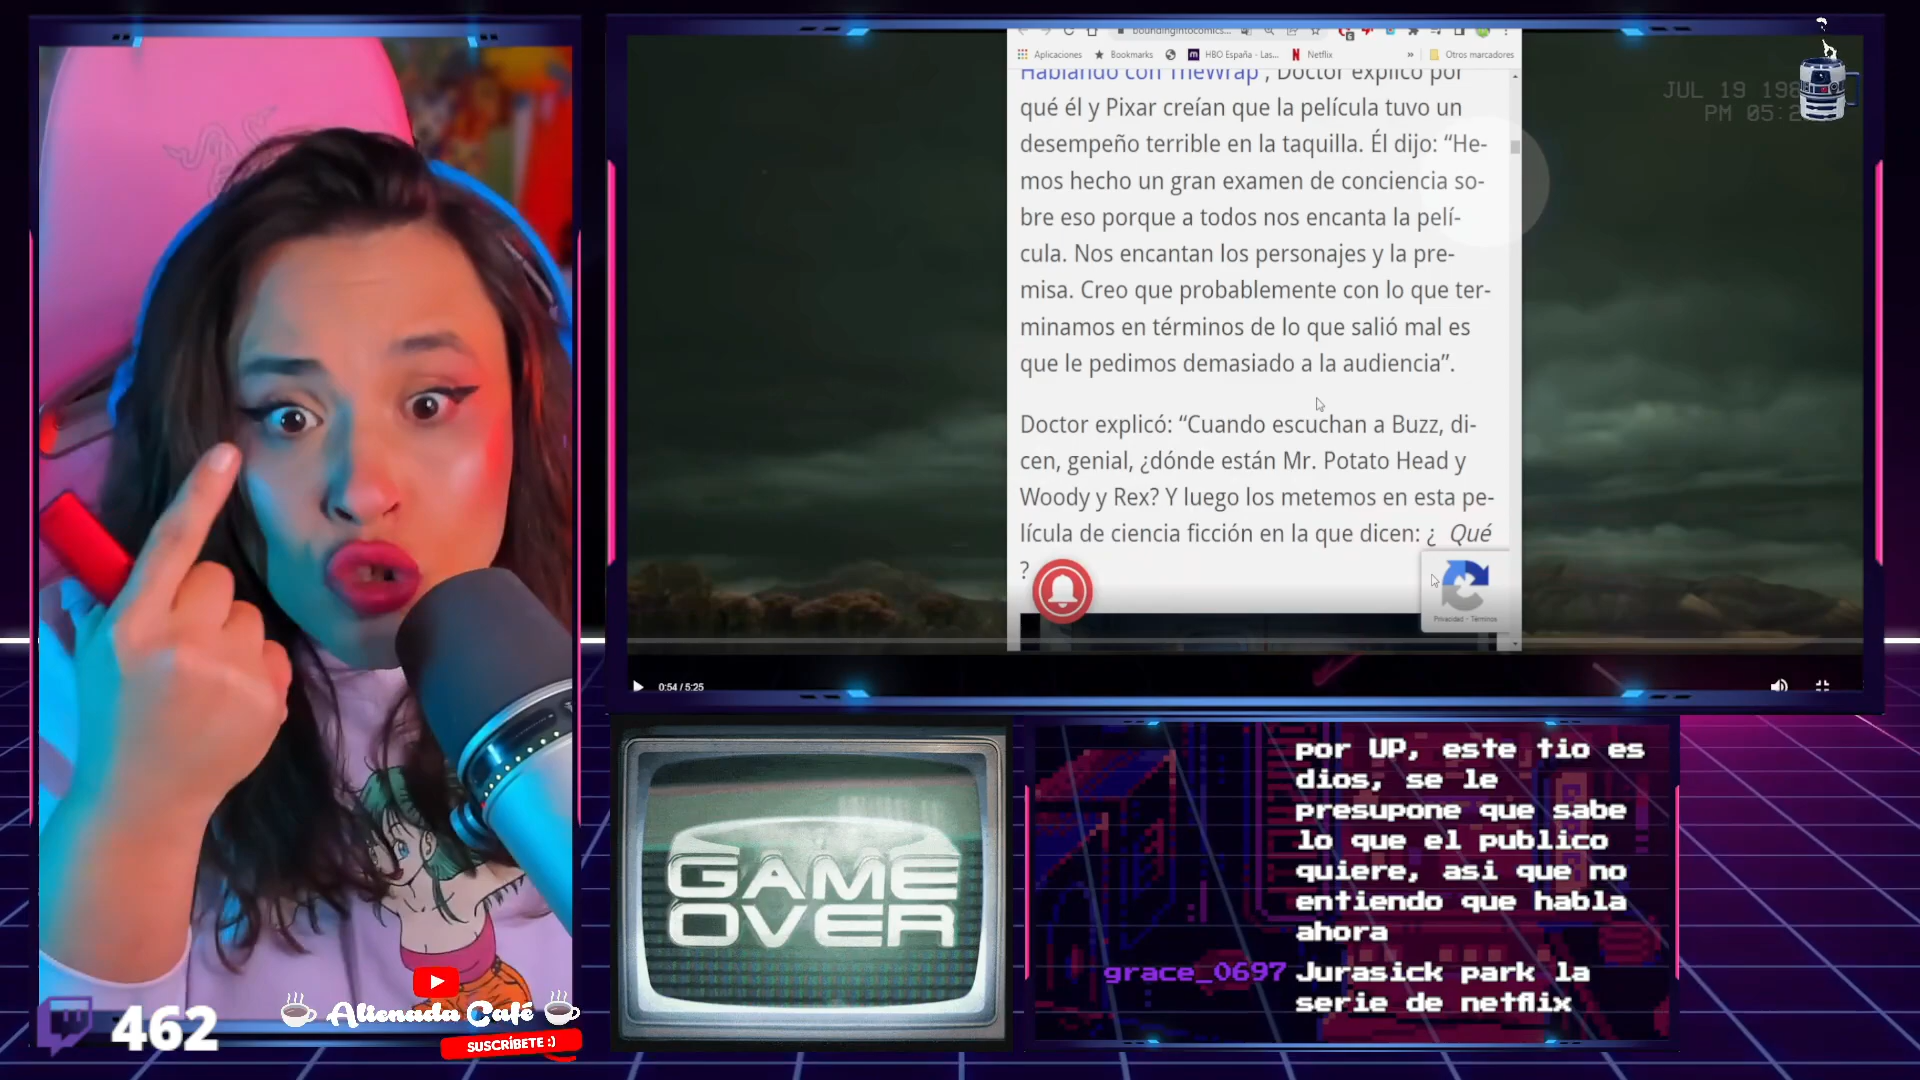 boundingintocomics...
Aplicaciones
Bookmarks
HBO España - Las...
Netflix
»
Otros marcadores
Hablando con TheWrap , Doctor explicó por
qué él y Pixar creían que la película tuvo un
desempeño terrible en la taquilla. Él dijo: “He-
mos hecho un gran examen de conciencia so-
bre eso porque a todos nos encanta la pelí-
cula. Nos encantan los personajes y la pre-
misa. Creo que probablemente con lo que ter-
minamos en términos de lo que salió mal es
que le pedimos demasiado a la audiencia”.
Doctor explicó: “Cuando escuchan a Buzz, di-
cen, genial, ¿dónde están Mr. Potato Head y
Woody y Rex? Y luego los metemos en esta pe-
lícula de ciencia ficción en la que dicen: ¿ Qué
?
Privacidad - Términos
JUL 19 198
PM 05:2
0:54 / 5:25
GAME
OVER
por UP, este tio es
dios, se le
presupone que sabe
lo que el publico
quiere, asi que no
entiendo que habla
ahora
grace_0697 Jurasick park la
serie de netflix
462
Alienada Café
SUSCRÍBETE :)